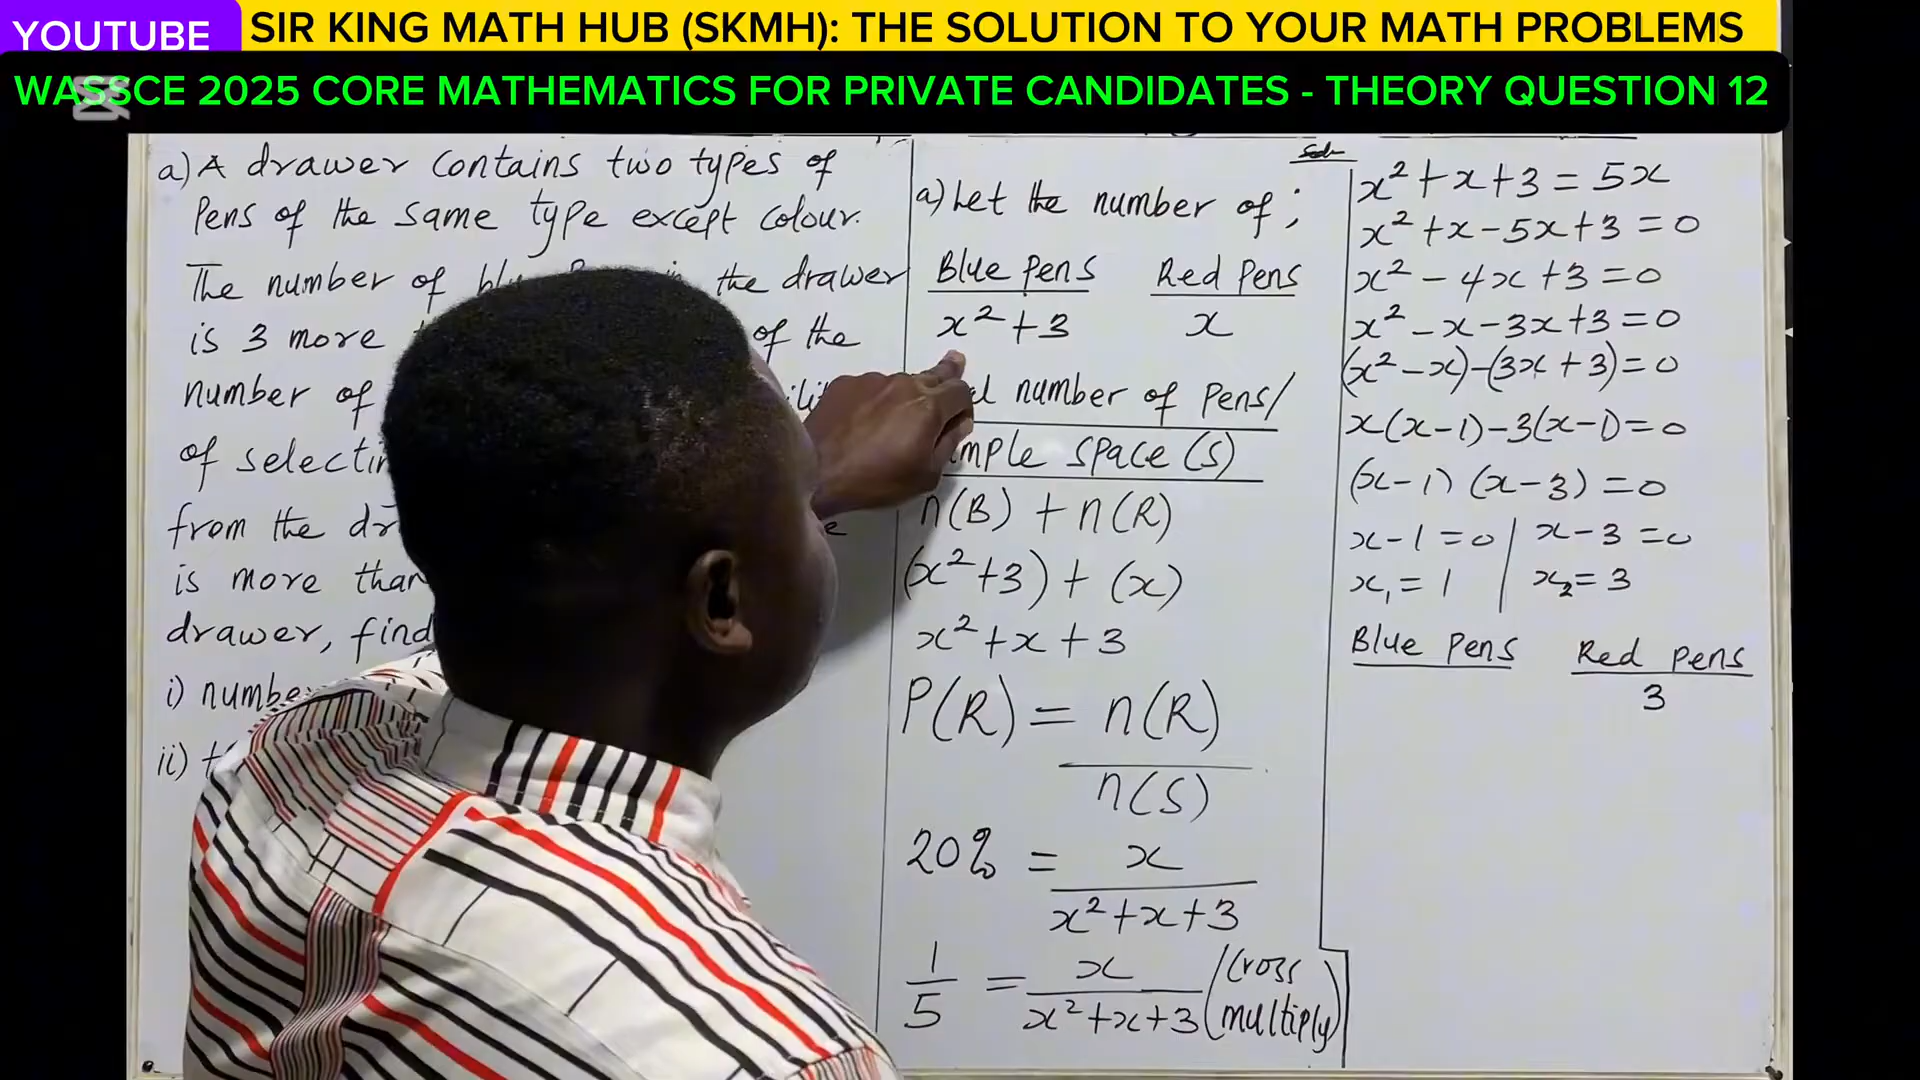 YOUTUBE
SIR KING MATH HUB (SKMH): THE SOLUTION TO YOUR MATH PROBLEMS
WASSCE 2025 CORE MATHEMATICS FOR PRIVATE CANDIDATES - THEORY QUESTION 12
a) A drawer contains two types of
Pens of the same type except colour.
The number of the drawer
is 3 more of the
number of
of
from the
is more
drawer, find
i)
ii)
Soln
a) Let the number of;
Blue Pens Red Pens
x²+3 x
number of Pens/
space (S)
n(B) + n(R)
(x²+3) + (x)
x²+x+3
P(R) = n(R)
n(S)
20% = x
x²+x+3
1/5 = x/x²+x+3 (cross
multiply)
x²+x+3=5x
x²+x-5x+3=0
x²-4x+3=0
x²-x-3x+3=0
(x²-x)-(3x+3)=0
x(x-1)-3(x-1)=0
(x-1)(x-3)=0
x-1=0 | x-3=0
x₁=1 | x₂=3
Blue Pens Red pens
3